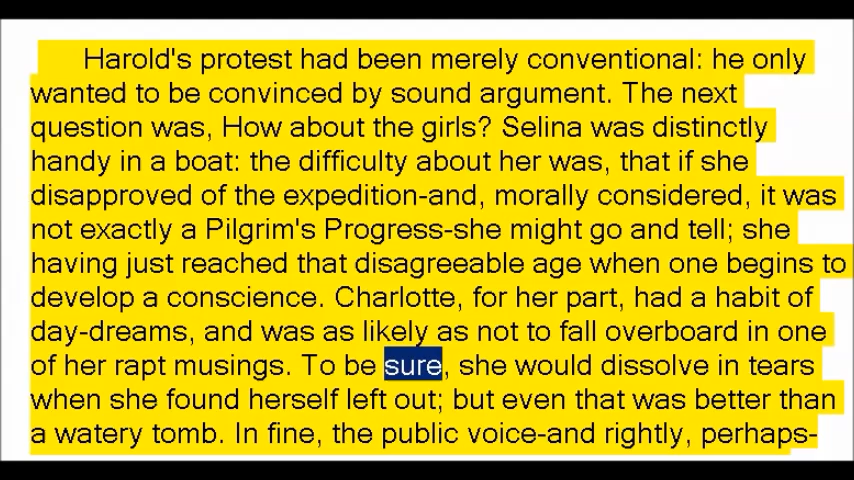 Harold's protest had been merely conventional: he only
wanted to be convinced by sound argument. The next
question was, How about the girls? Selina was distinctly
handy in a boat: the difficulty about her was, that if she
disapproved of the expedition-and, morally considered, it was
not exactly a Pilgrim's Progress-she might go and tell; she
having just reached that disagreeable age when one begins to
develop a conscience. Charlotte, for her part, had a habit of
day-dreams, and was as likely as not to fall overboard in one
of her rapt musings. To be sure, she would dissolve in tears
when she found herself left out; but even that was better than
a watery tomb. In fine, the public voice-and rightly, perhaps-